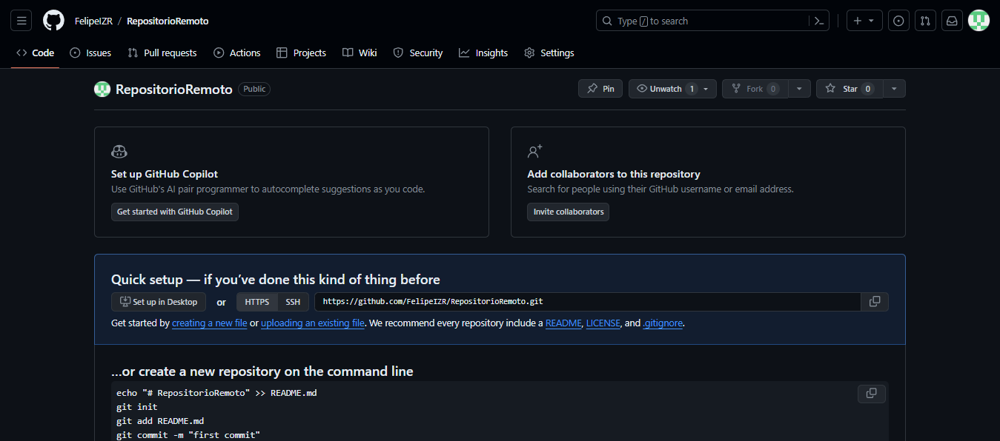 FelipeIZR / RepositorioRemoto
Type / to search
Code Issues Pull requests Actions Projects Wiki Security Insights Settings
RepositorioRemoto Public
Pin Unwatch 1 Fork 0 Star 0
Set up GitHub Copilot
Use GitHub's AI pair programmer to autocomplete suggestions as you code.
Get started with GitHub Copilot
Add collaborators to this repository
Search for people using their GitHub username or email address.
Invite collaborators
Quick setup — if you've done this kind of thing before
Set up in Desktop or HTTPS SSH https://github.com/FelipeIZR/RepositorioRemoto.git
Get started by creating a new file or uploading an existing file. We recommend every repository include a README, LICENSE, and .gitignore.
...or create a new repository on the command line
echo "# RepositorioRemoto" >> README.md
git init
git add README.md
git commit -m "first commit"